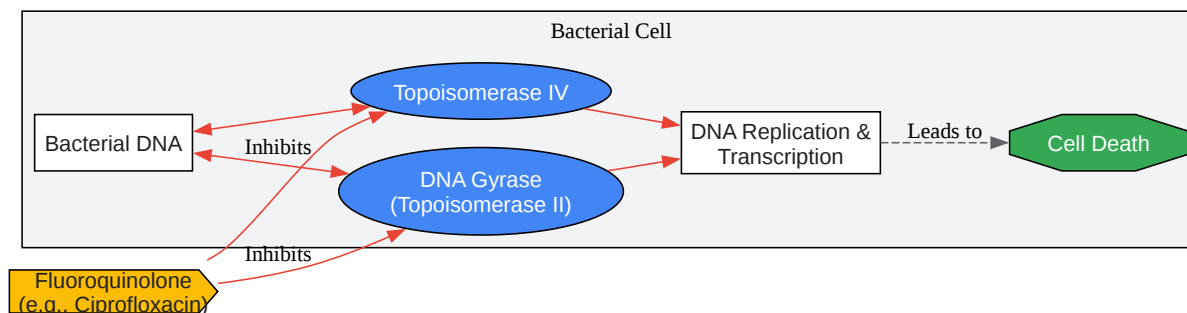 Bacterial Cell
Topoisomerase IV
Bacterial DNA
Inhibits
DNA Gyrase
(Topoisomerase II)
DNA Replication &
Transcription
Leads to
Cell Death
Inhibits
Fluoroquinolone
(e.g., Ciprofloxacin)